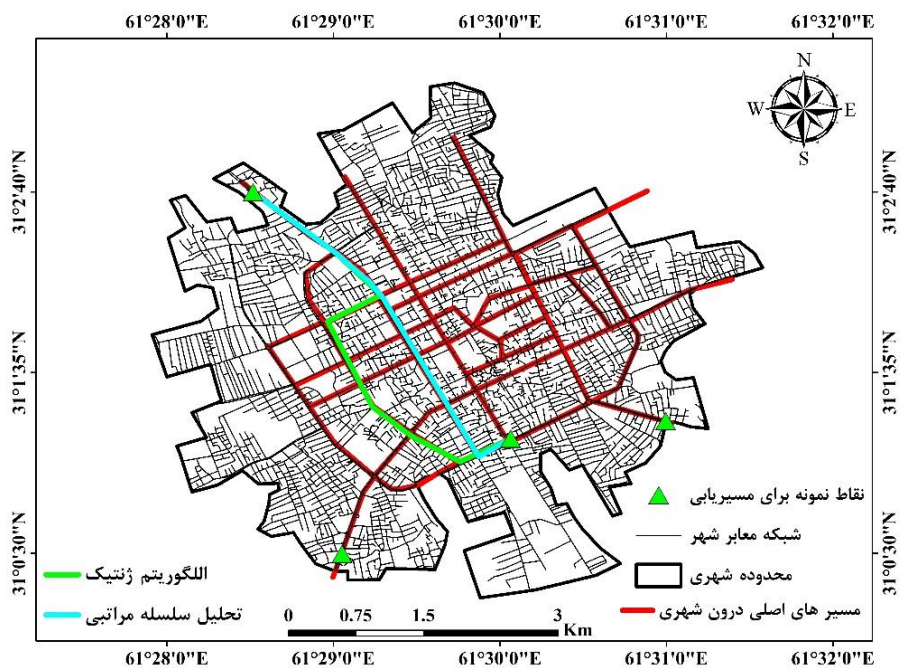 61°28'0"E 61°29'0"E 61°30'0"E 61°31'0"E 61°32'0"E
N
W E
S
31°2'40"N 31°2'40"N
31°1'35"N 31°1'35"N
31°0'30"N 31°0'30"N
نقاط نمونه برای مسیریابی
شبکه معابر شهر
محدوده شهری
مسیر های اصلی درون شهری
اللگوریتم ژنتیک
تحلیل سلسله مراتبی
0 0.75 1.5 3
Km
61°28'0"E 61°29'0"E 61°30'0"E 61°31'0"E 61°32'0"E